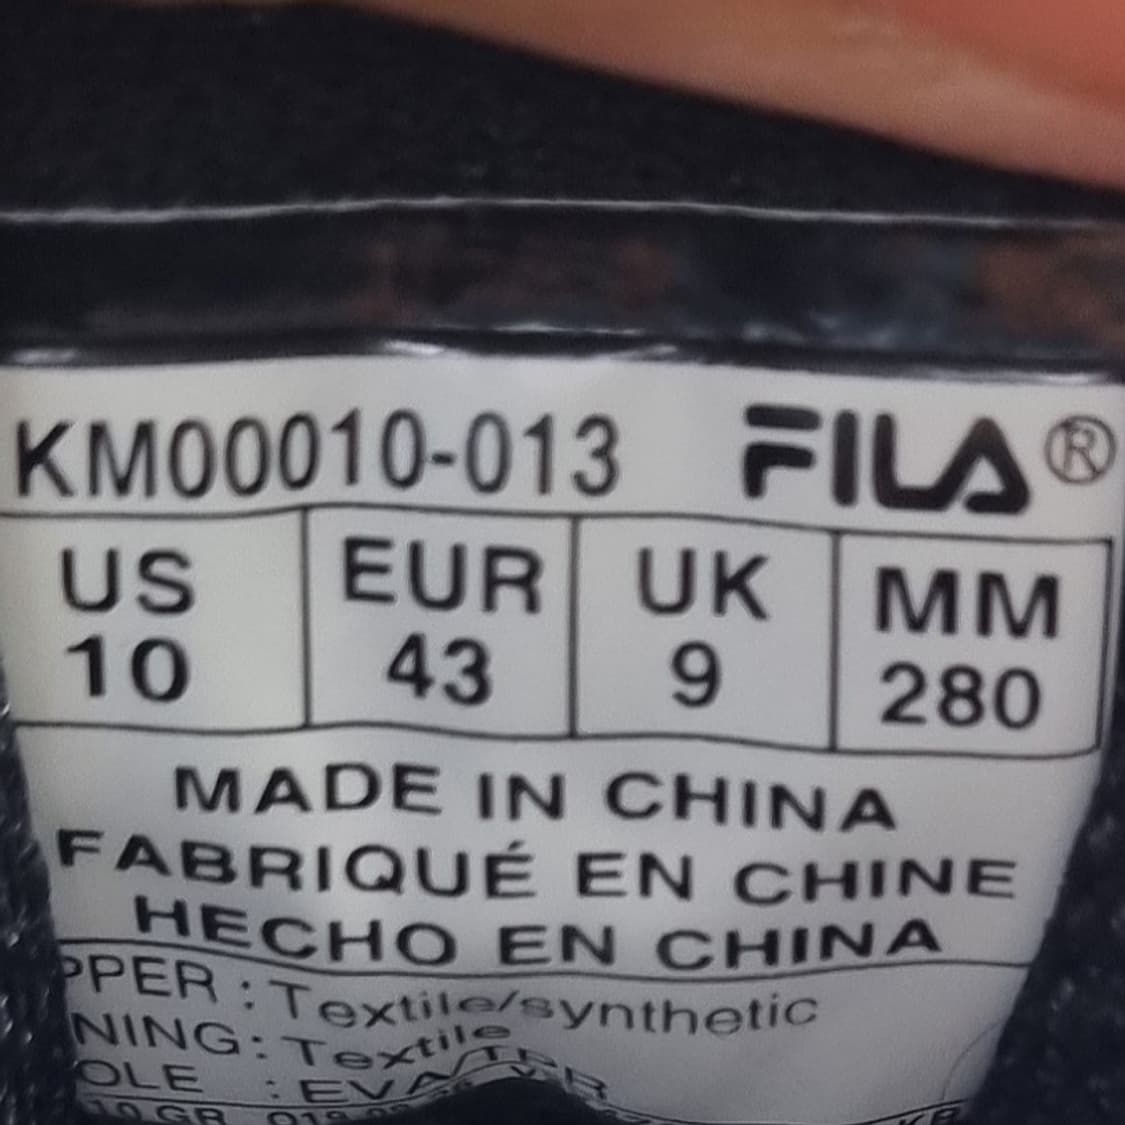 KM00010-013 FILA®
US EUR UK MM
10 43 9 280
MADE IN CHINA
FABRIQUÉ EN CHINE
HECHO EN CHINA
PPER : Textile/synthetic
NING: Textile
OLE : EVA/TPR